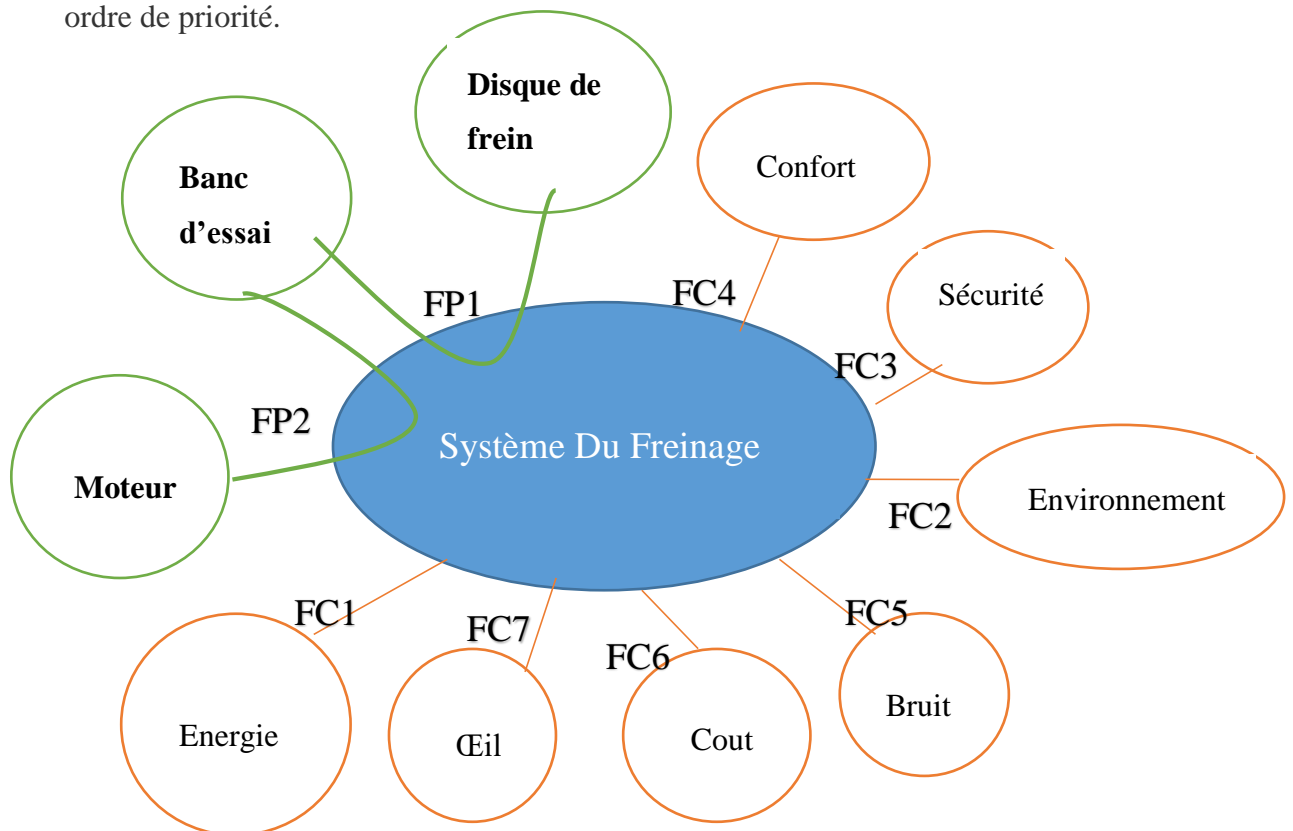 ordre de priorité.
Disque de
frein
Banc
d’essai
Confort
FP1
FC4
Sécurité
FC3
FP2
Système Du Freinage
Moteur
Environnement
FC2
FC1
FC7
FC6
FC5
Energie
Œil
Cout
Bruit